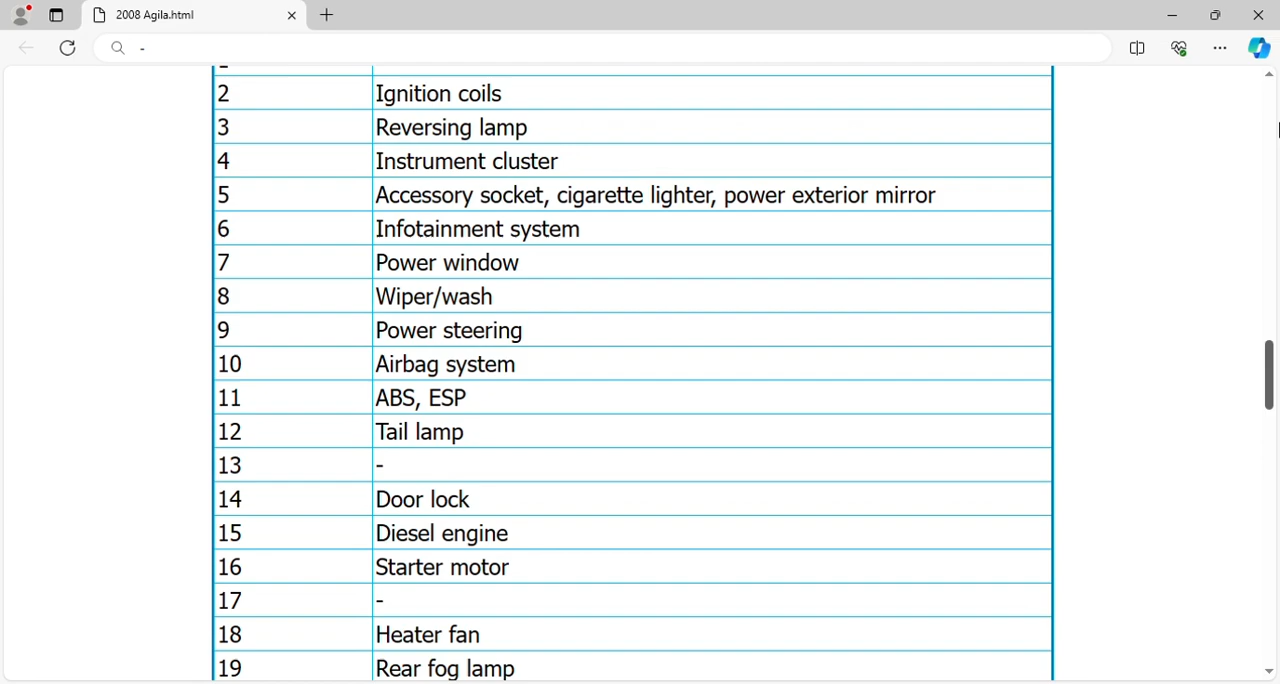 2008 Agila.html
-
2 Ignition coils
3 Reversing lamp
4 Instrument cluster
5 Accessory socket, cigarette lighter, power exterior mirror
6 Infotainment system
7 Power window
8 Wiper/wash
9 Power steering
10 Airbag system
11 ABS, ESP
12 Tail lamp
13 -
14 Door lock
15 Diesel engine
16 Starter motor
17 -
18 Heater fan
19 Rear fog lamp